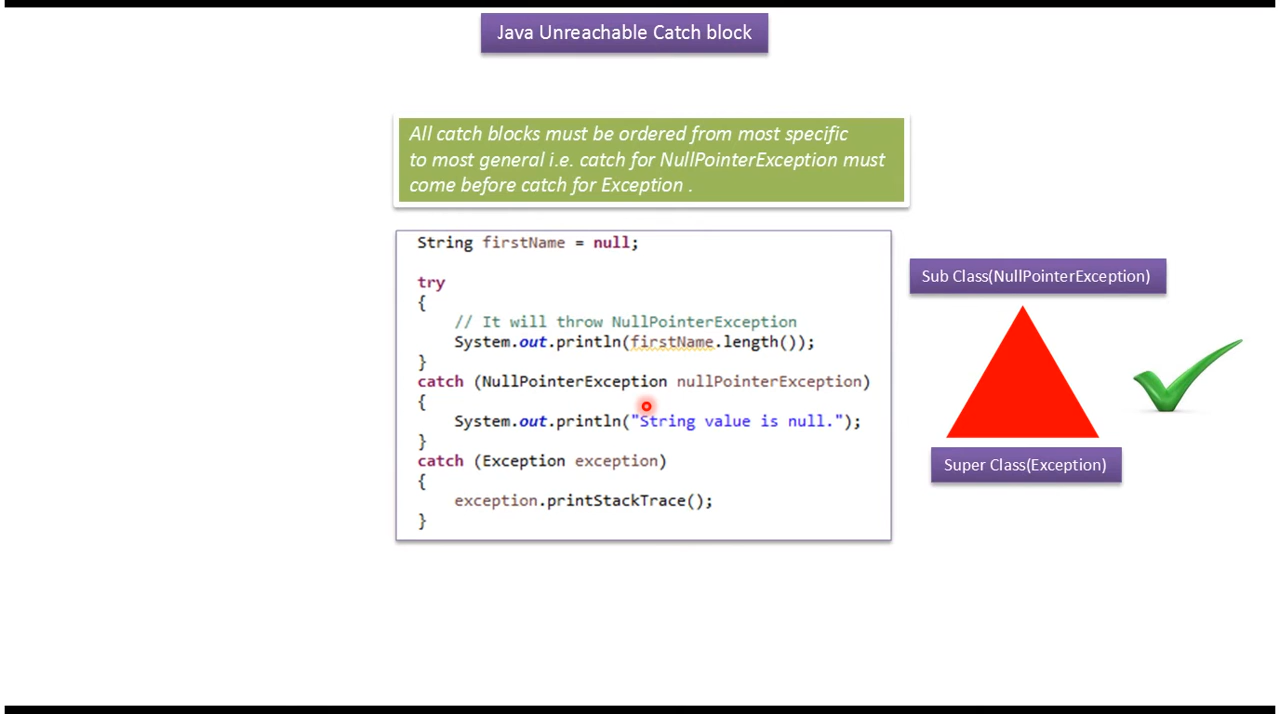 Java Unreachable Catch block
All catch blocks must be ordered from most specific
to most general i.e. catch for NullPointerException must
come before catch for Exception .
String firstName = null;
try
{
// It will throw NullPointerException
System.out.println(firstName.length());
}
catch (NullPointerException nullPointerException)
{
System.out.println("String value is null.");
}
catch (Exception exception)
{
exception.printStackTrace();
}
Sub Class(NullPointerException)
Super Class(Exception)